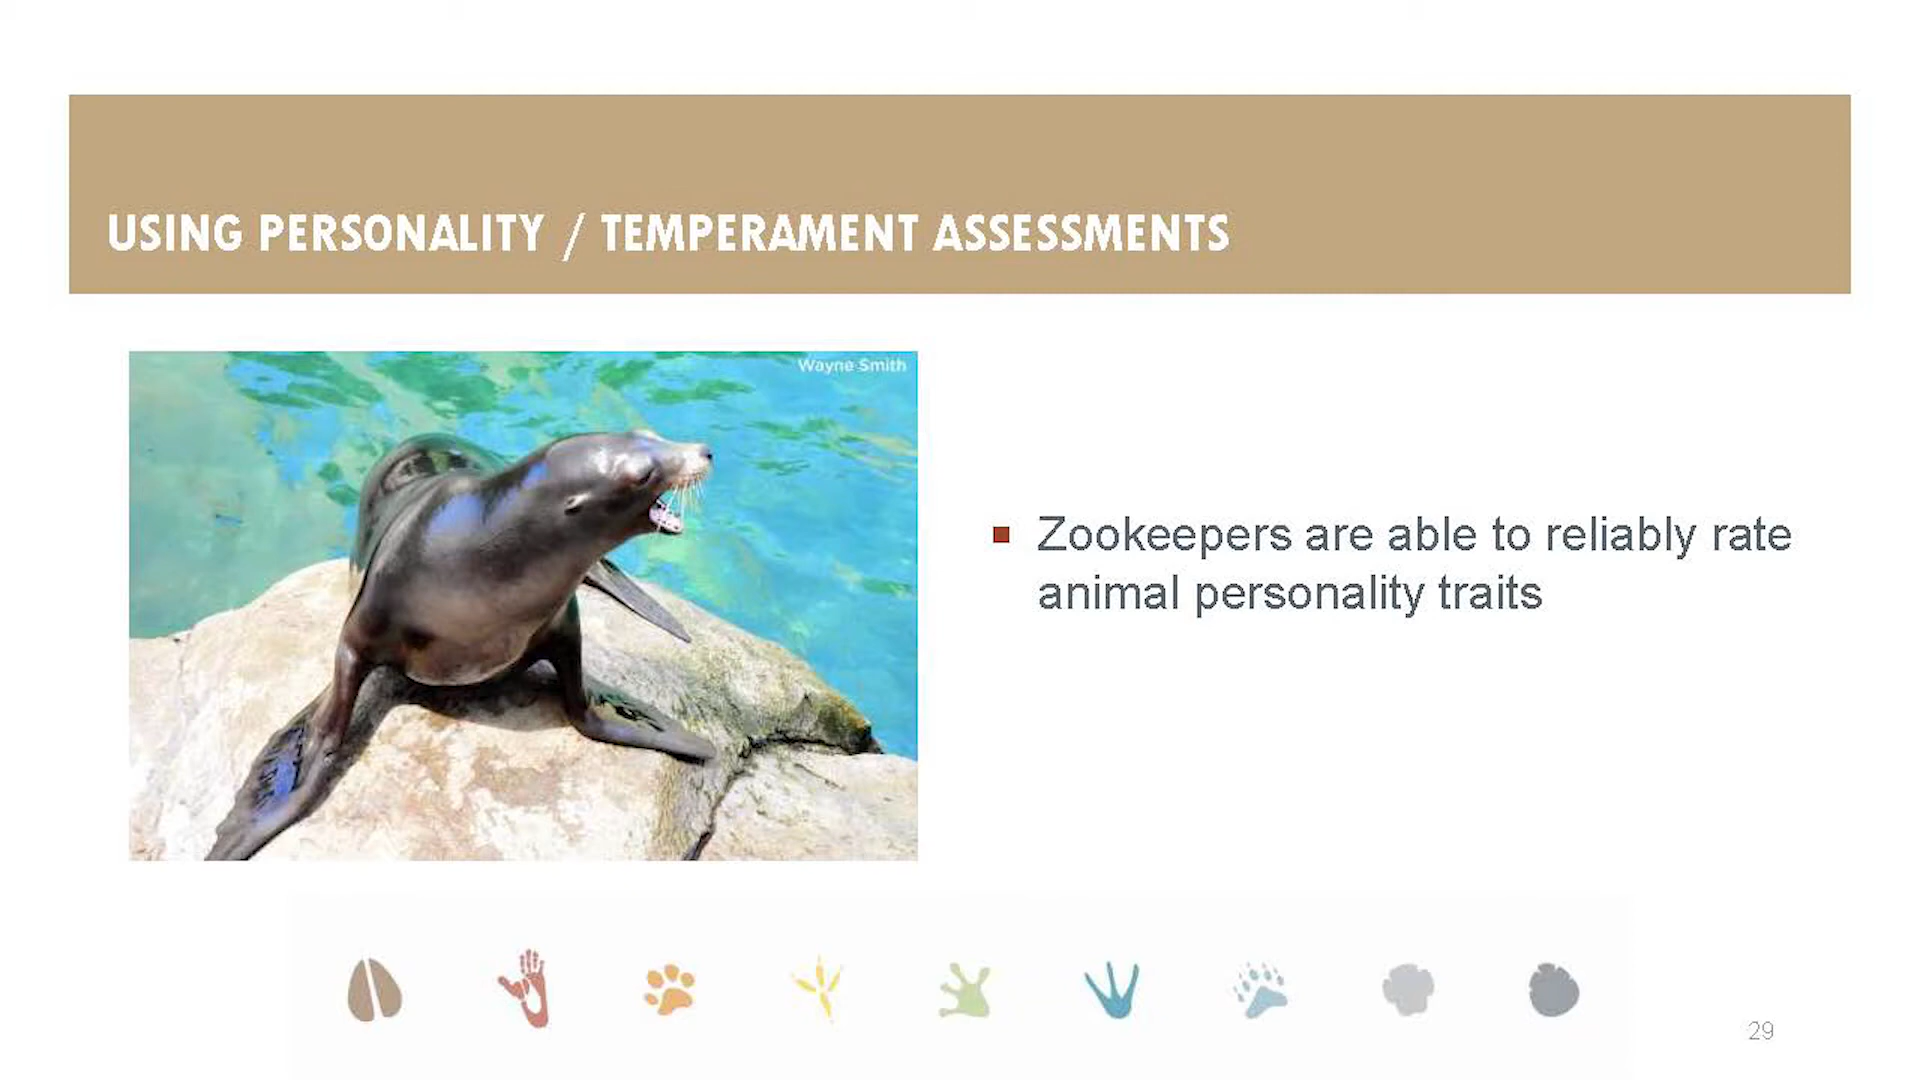 USING PERSONALITY / TEMPERAMENT ASSESSMENTS
Wayne Smith
Zookeepers are able to reliably rate
animal personality traits
29